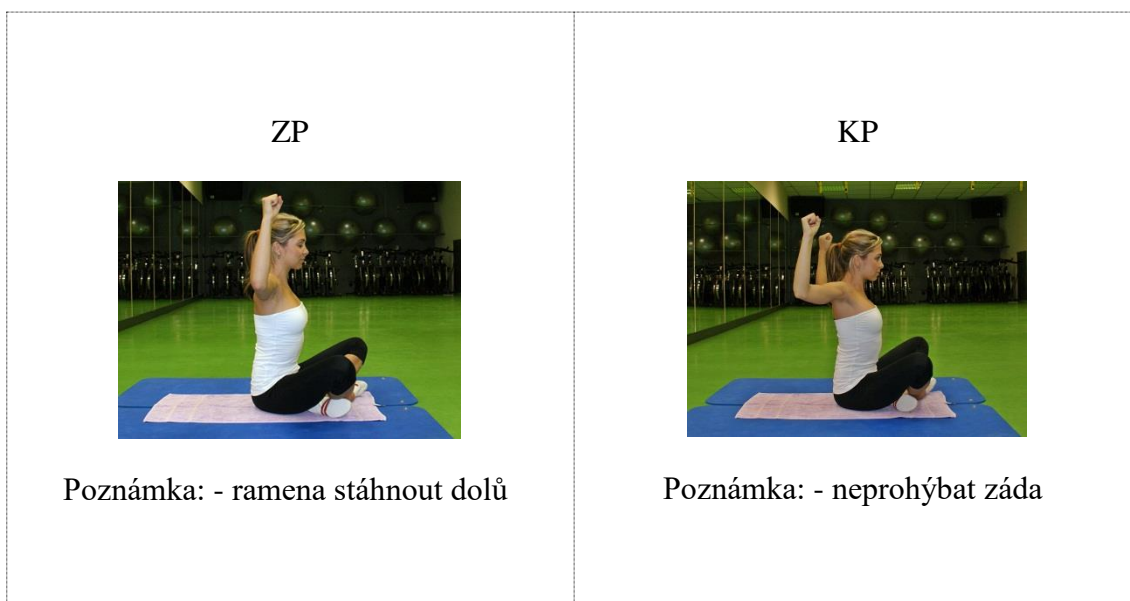 ZP
KP
Poznámka: - ramena stáhnout dolů
Poznámka: - neprohýbat záda